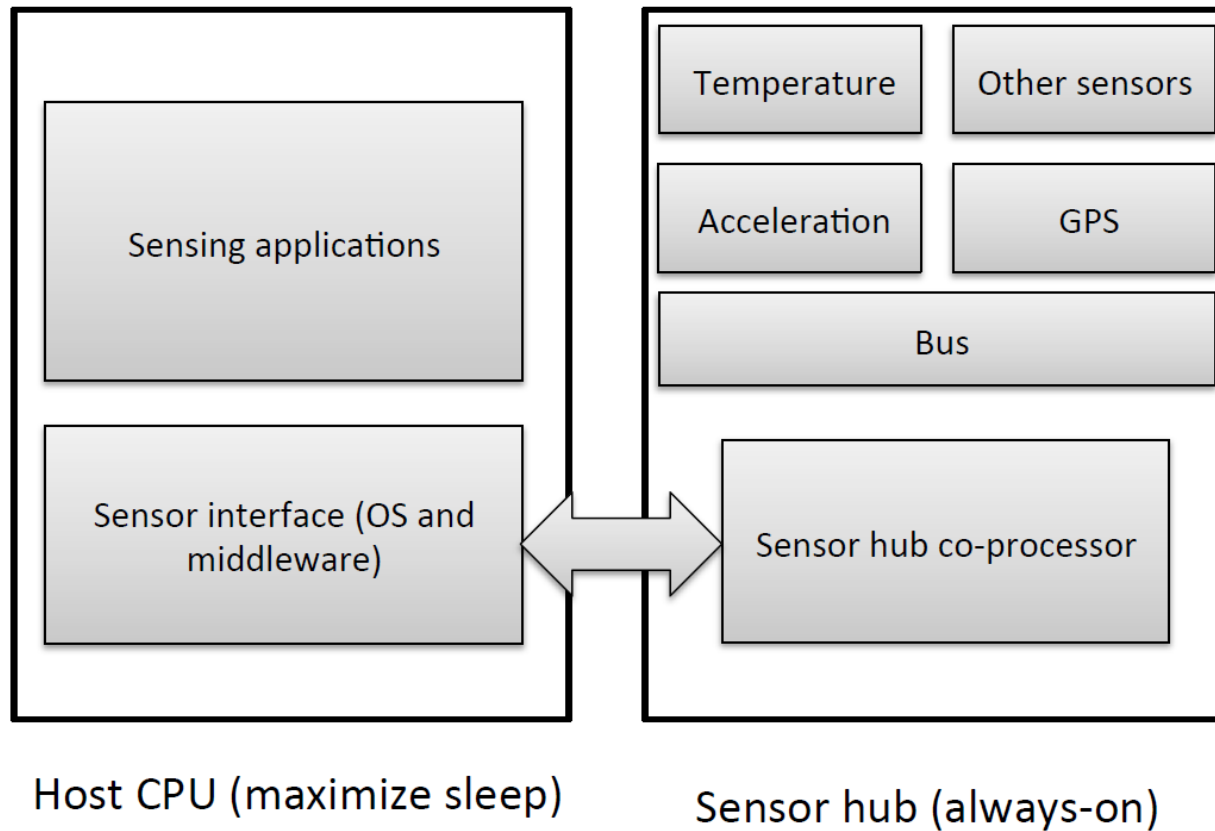 Sensing applications
Sensor interface (OS and
middleware)
Host CPU (maximize sleep)
Temperature
Other sensors
Acceleration
GPS
Bus
Sensor hub co-processor
Sensor hub (always-on)